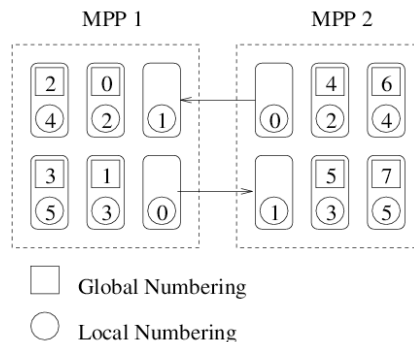 MPP 1 MPP 2
2 0 4 6
4 2 1 0 2 4
3 1 5 7
5 3 0 1 3 5
Global Numbering
Local Numbering